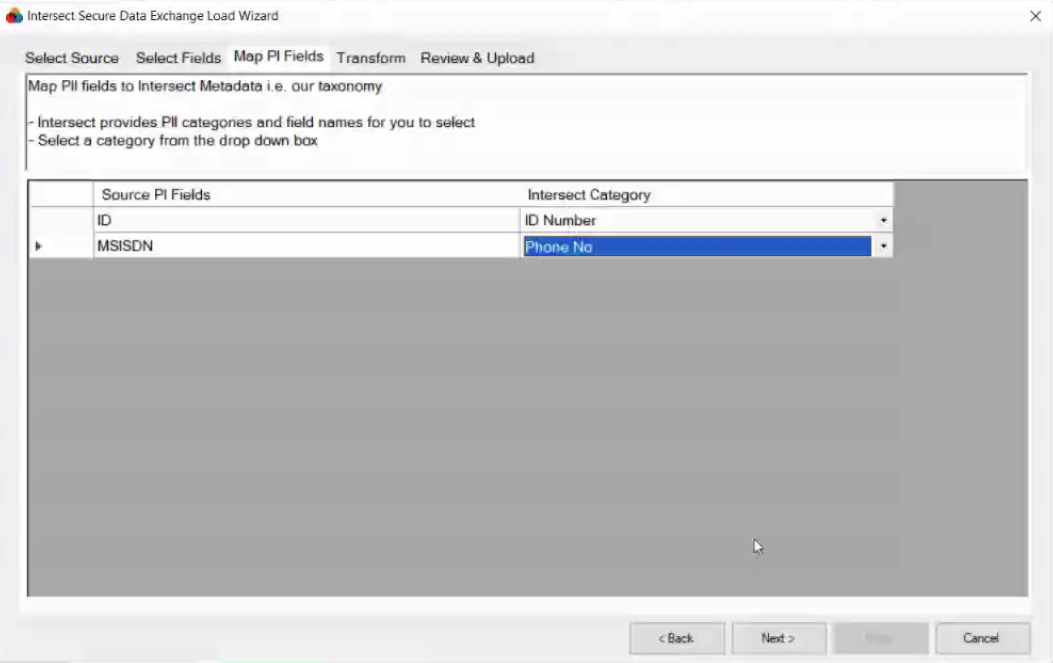 Intersect Secure Data Exchange Load Wizard
Select Source Select Fields Map PI Fields Transform Review & Upload
Map PII fields to Intersect Metadata i.e. our taxonomy
- Intersect provides PII categories and field names for you to select
- Select a category from the drop down box
Source PI Fields Intersect Category
ID ID Number
MSISDN Phone No
< Back Next > Cancel